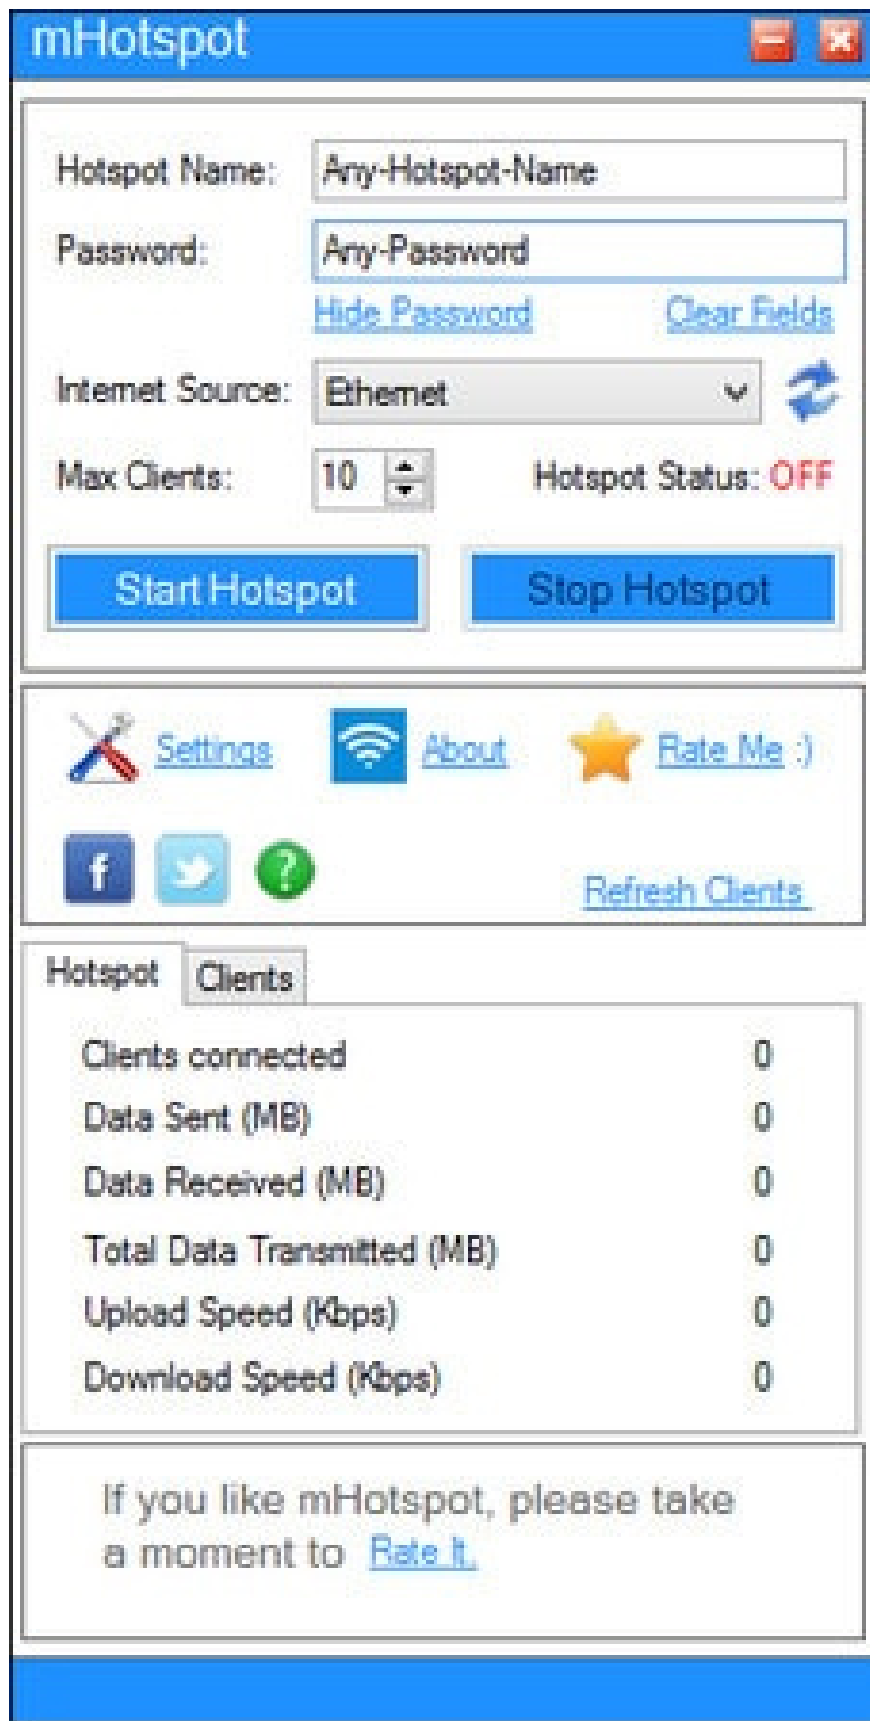 mHotspot
Hotspot Name: Any-Hotspot-Name
Password: Any-Password
Hide Password Clear Fields
Internet Source: Ethernet
Max Clients: 10 Hotspot Status: OFF
Start Hotspot Stop Hotspot
Settings About Rate Me :)
f ? Refresh Clients
Hotspot Clients
Clients connected 0
Data Sent (MB) 0
Data Received (MB) 0
Total Data Transmitted (MB) 0
Upload Speed (Kbps) 0
Download Speed (Kbps) 0
If you like mHotspot, please take
a moment to Rate It.